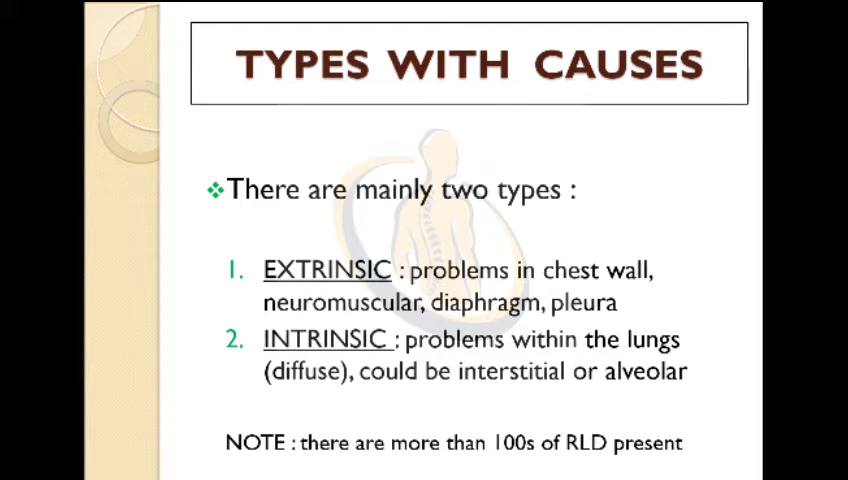 TYPES WITH CAUSES
There are mainly two types :
1. EXTRINSIC : problems in chest wall,
neuromuscular, diaphragm, pleura
2. INTRINSIC : problems within the lungs
(diffuse), could be interstitial or alveolar
NOTE : there are more than 100s of RLD present